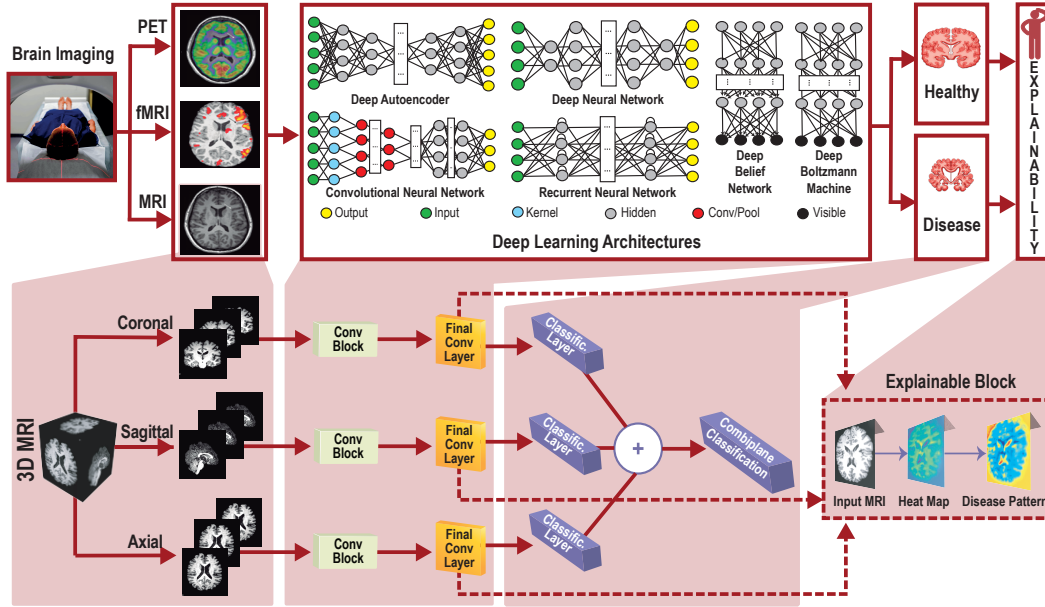 PET
Brain Imaging
fMRI
MRI
Deep Autoencoder
Deep Neural Network
Convolutional Neural Network
Recurrent Neural Network
Deep
Belief
Network
Deep
Boltzmann
Machine
Output
Input
Kernel
Hidden
Conv/Pool
Visible
Deep Learning Architectures
Healthy
Disease
EXPLAINABILITY
3D MRI
Coronal
Sagittal
Axial
Conv
Block
Final
Conv
Layer
Classific.
Layer
Conv
Block
Final
Conv
Layer
Classific.
Layer
Conv
Block
Final
Conv
Layer
Classific.
Layer
+
Combiplane
Classification
Explainable Block
Input MRI
Heat Map
Disease Pattern